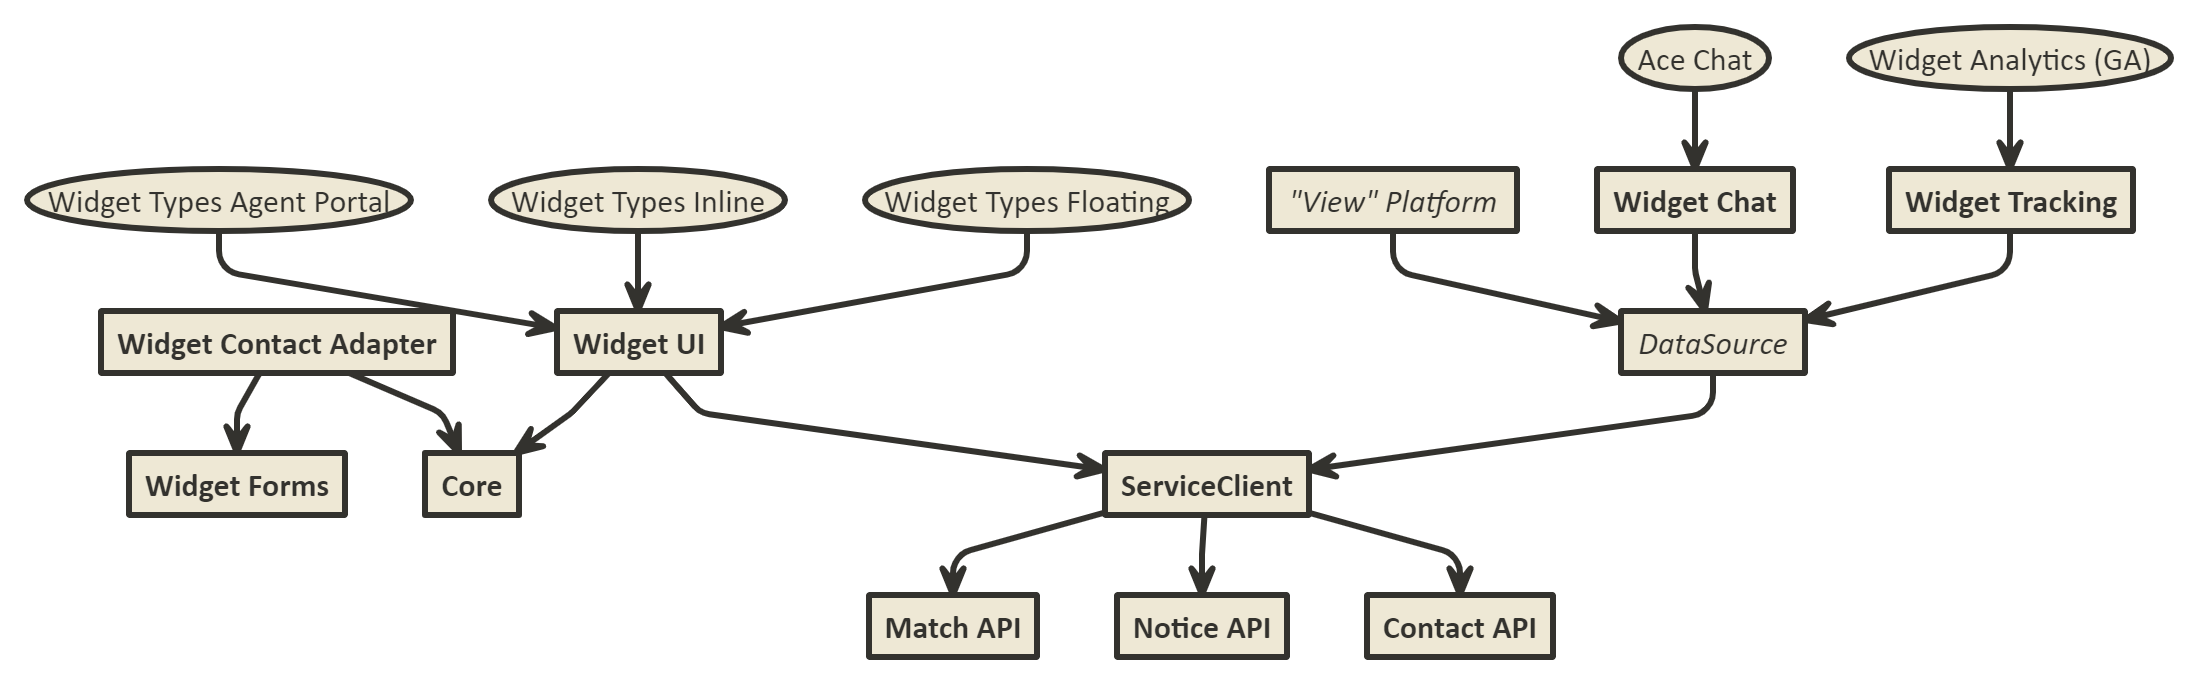 Ace Chat
Widget Analytics (GA)
Widget Types Agent Portal
Widget Types Inline
Widget Types Floating
"View" Platform
Widget Chat
Widget Tracking
Widget Contact Adapter
Widget UI
DataSource
Widget Forms
Core
ServiceClient
Match API
Notice API
Contact API